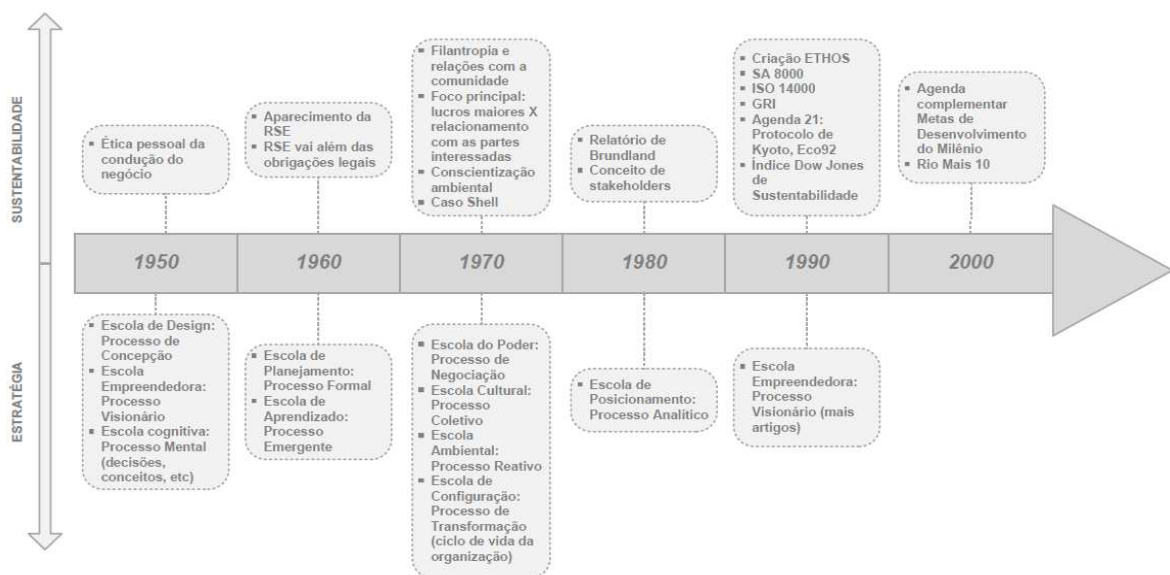 SUSTENTABILIDADE
▪ Ética pessoal da
condução do
negócio
▪ Aparecimento da
RSE
▪ RSE vai além das
obrigações legais
▪ Filantropia e
relações com a
comunidade
▪ Foco principal:
lucros maiores X
relacionamento
com as partes
interessadas
▪ Conscientização
ambiental
▪ Caso Shell
▪ Relatório de
Brundland
▪ Conceito de
stakeholders
▪ Criação ETHOS
▪ SA 8000
▪ ISO 14000
▪ GRI
▪ Agenda 21:
Protocolo de
Kyoto, Eco92
▪ Índice Dow Jones
de
Sustentabilidade
▪ Agenda
complementar
Metas de
Desenvolvimento
do Milênio
▪ Rio Mais 10
1950
1960
1970
1980
1990
2000
ESTRATÉGIA
▪ Escola de Design:
Processo de
Concepção
▪ Escola
Empreendedora:
Processo
Visionário
▪ Escola cognitiva:
Processo Mental
(decisões,
conceitos, etc)
▪ Escola de
Planejamento:
Processo Formal
▪ Escola de
Aprendizado:
Processo
Emergente
▪ Escola do Poder:
Processo de
Negociação
▪ Escola Cultural:
Processo
Coletivo
▪ Escola
Ambiental:
Processo Reativo
▪ Escola de
Configuração:
Processo de
Transformação
(ciclo de vida da
organização)
▪ Escola de
Posicionamento:
Processo Analítico
▪ Escola
Empreendedora:
Processo
Visionário (mais
artigos)